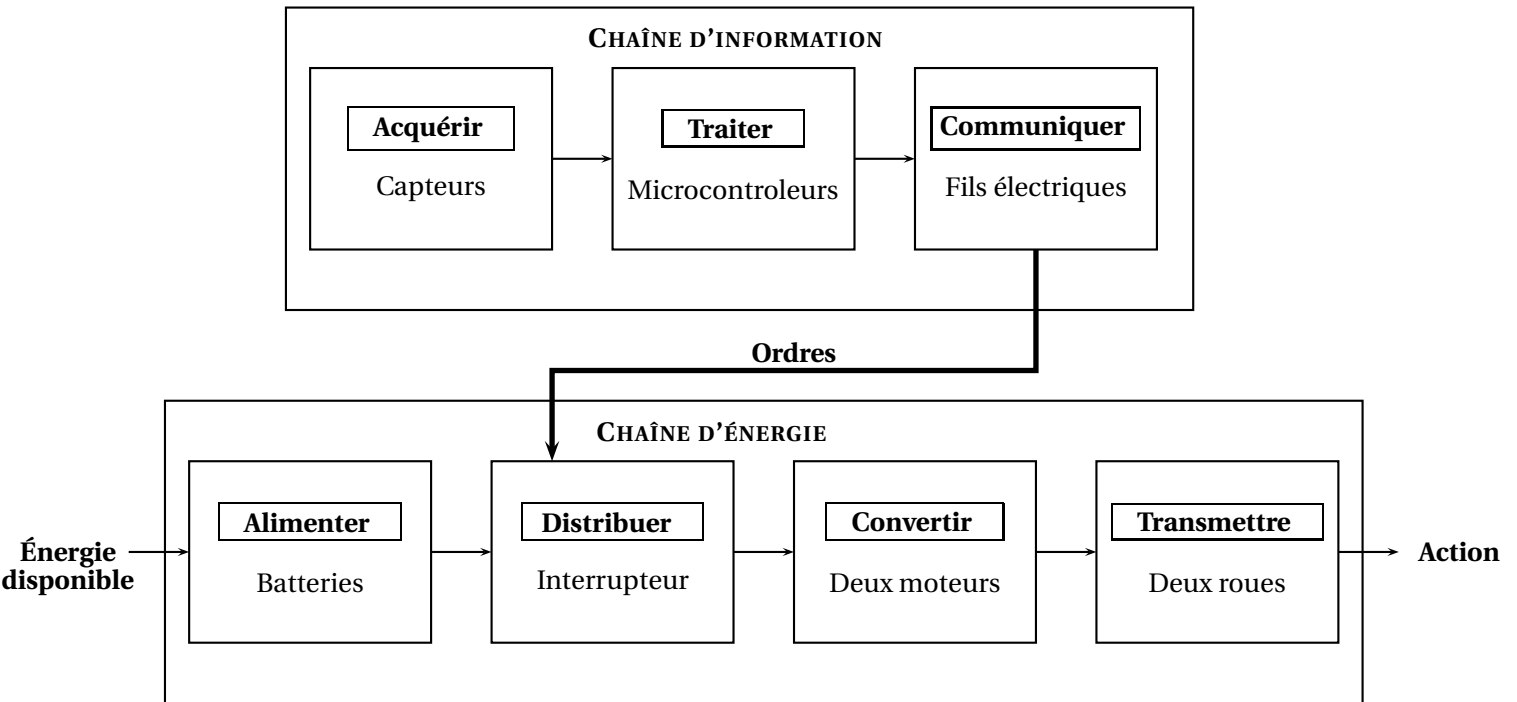 CHAÎNE D'INFORMATION
Acquérir
Capteurs
Traiter
Microcontroleurs
Communiquer
Fils électriques
Ordres
CHAÎNE D'ÉNERGIE
Énergie
disponible
Alimenter
Batteries
Distribuer
Interrupteur
Convertir
Deux moteurs
Transmettre
Deux roues
Action